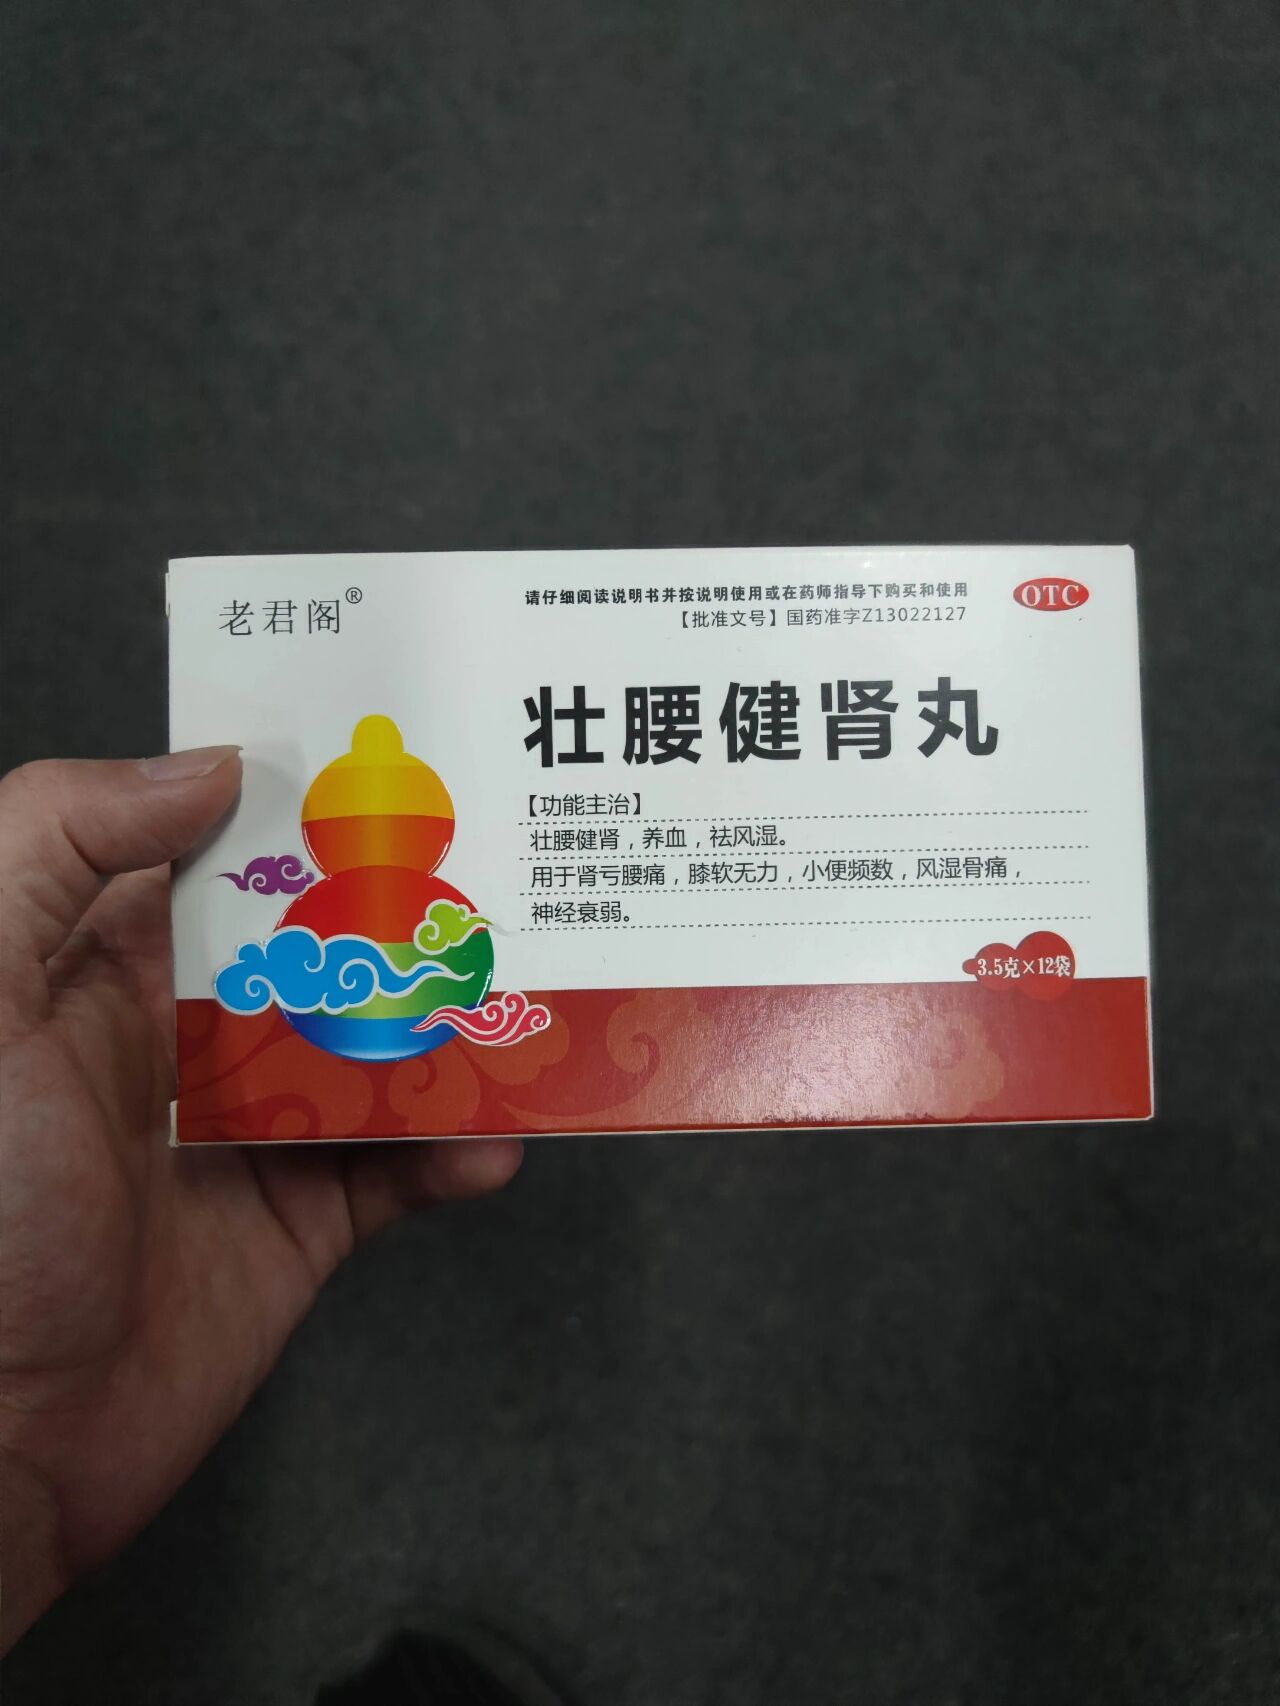 老君阁®
请仔细阅读说明书并按说明使用或在药师指导下购买和使用
【批准文号】国药准字Z13022127
OTC
壮腰健肾丸
【功能主治】
壮腰健肾，养血，祛风湿。
用于肾亏腰痛，膝软无力，小便频数，风湿骨痛，
神经衰弱。
3.5克×12袋